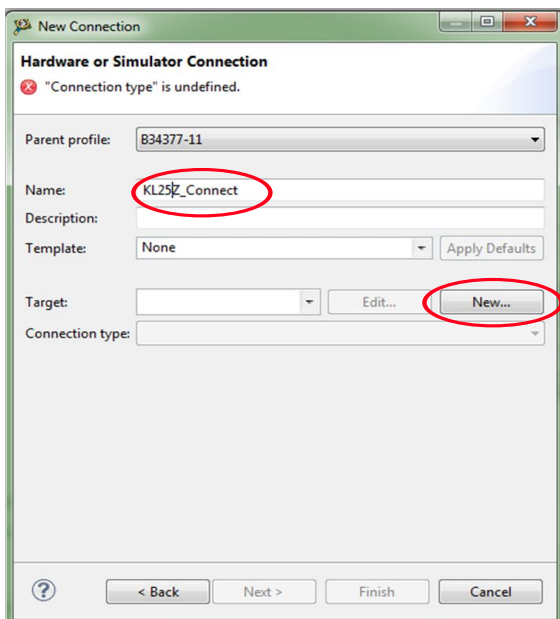 New Connection
Hardware or Simulator Connection
"Connection type" is undefined.
Parent profile: B34377-11
Name: KL25Z_Connect
Description:
Template: None Apply Defaults
Target: Edit... New...
Connection type:
? < Back Next > Finish Cancel